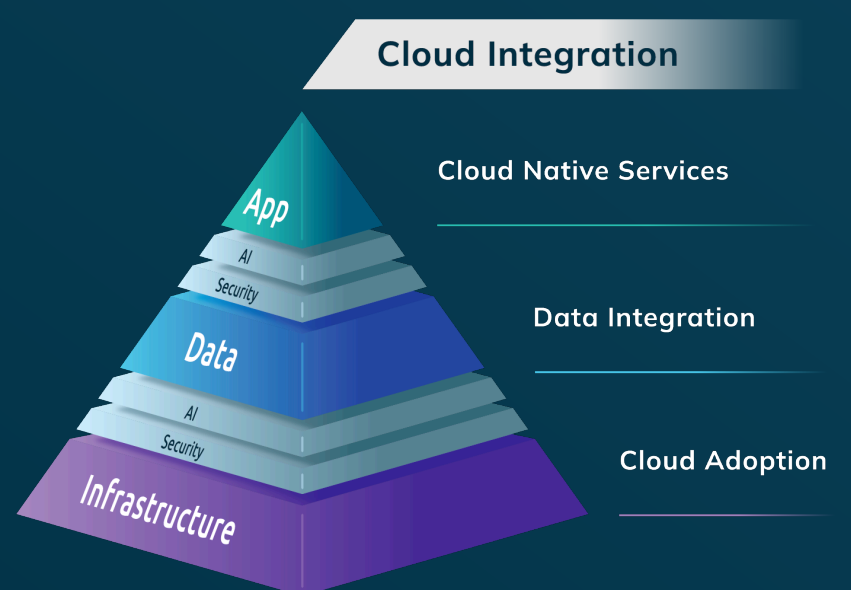 Cloud Integration
Cloud Native Services
App
AI
Security
Data Integration
Data
AI
Security
Cloud Adoption
Infrastructure